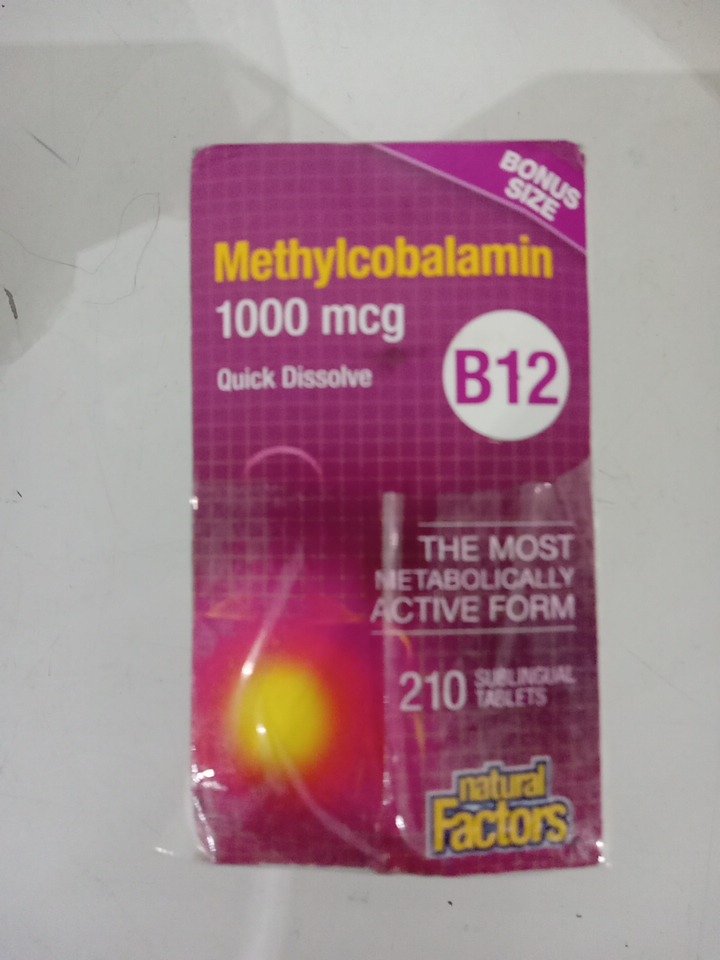 BONUS
SIZE
Methylcobalamin
1000 mcg
Quick Dissolve
B12
THE MOST
METABOLICALLY
ACTIVE FORM
210 SUBLINGUAL
TABLETS
natural
Factors